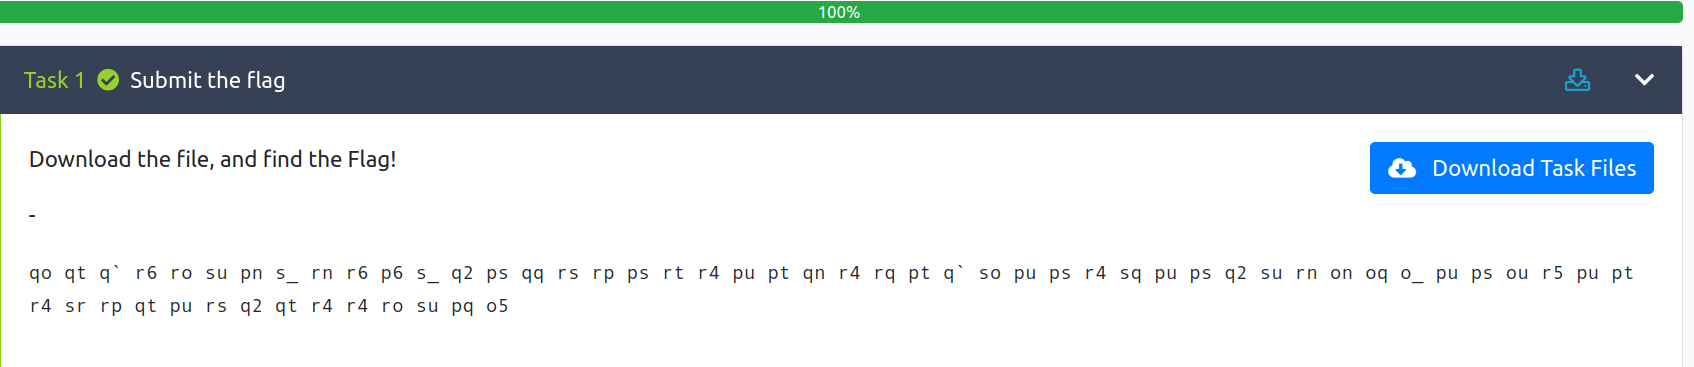 100%
Task 1 Submit the flag
Download the file, and find the Flag!
Download Task Files
-
qo qt q` r6 ro su pn s_ rn r6 p6 s_ q2 ps qq rs rp ps rt r4 pu pt qn r4 rq pt q` so pu ps r4 sq pu ps q2 su rn on oq o_ pu ps ou r5 pu pt
r4 sr rp qt pu rs q2 qt r4 r4 ro su pq o5